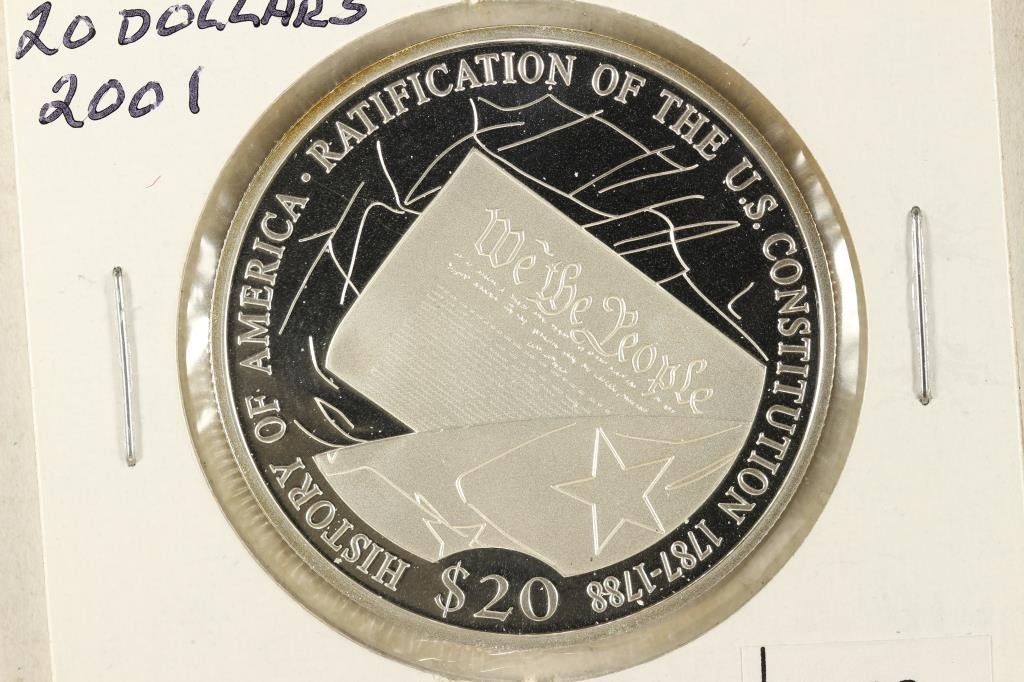 20 DOLLARS
2001
HISTORY OF AMERICA · RATIFICATION OF THE U.S. CONSTITUTION 1787-1788
We the People
$20